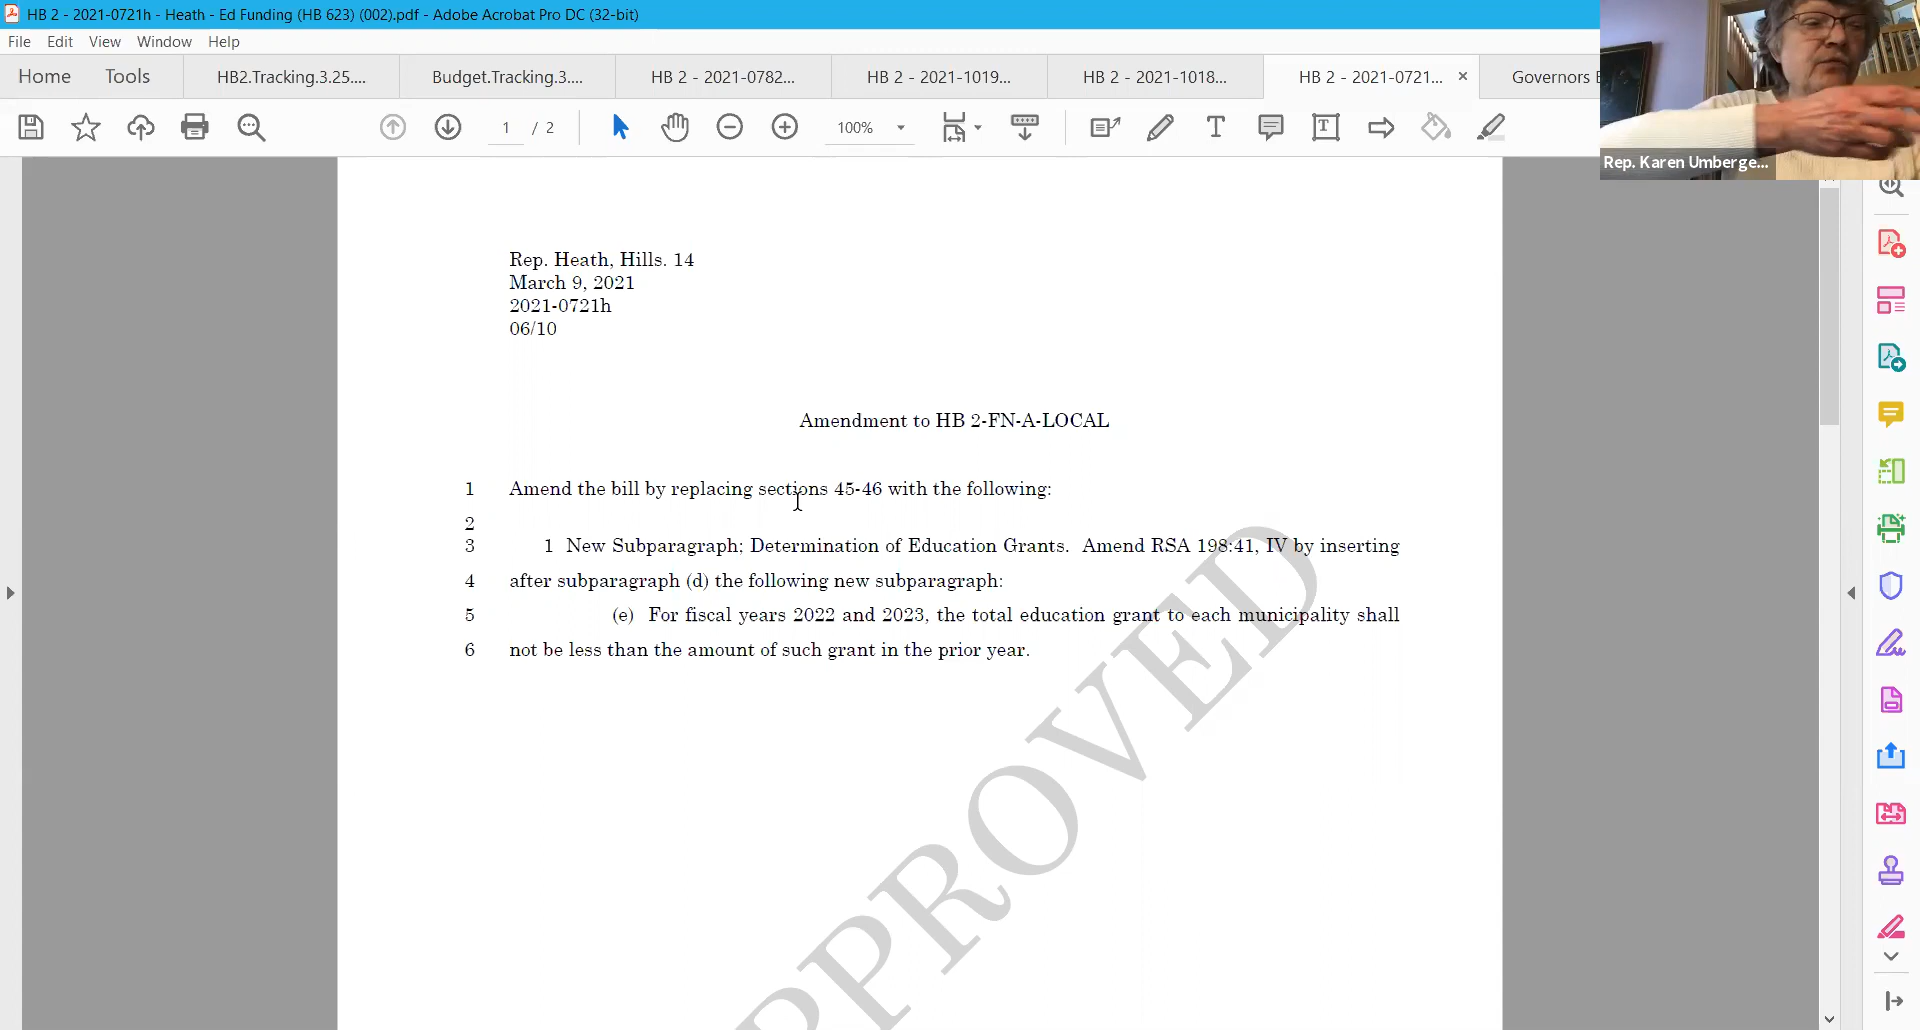 HB 2 - 2021-0721h - Heath - Ed Funding (HB 623) (002).pdf - Adobe Acrobat Pro DC (32-bit)
File Edit View Window Help
Home Tools HB2.Tracking.3.25.... Budget.Tracking.3.... HB 2 - 2021-0782... HB 2 - 2021-1019... HB 2 - 2021-1018... HB 2 - 2021-0721... × Governors
1 / 2 100%
Rep. Karen Umberge...
Rep. Heath, Hills. 14
March 9, 2021
2021-0721h
06/10
Amendment to HB 2-FN-A-LOCAL
1 Amend the bill by replacing sections 45-46 with the following:
2
3 1 New Subparagraph; Determination of Education Grants. Amend RSA 198:41, IV by inserting
4 after subparagraph (d) the following new subparagraph:
5 (e) For fiscal years 2022 and 2023, the total education grant to each municipality shall
6 not be less than the amount of such grant in the prior year.
PPROVED